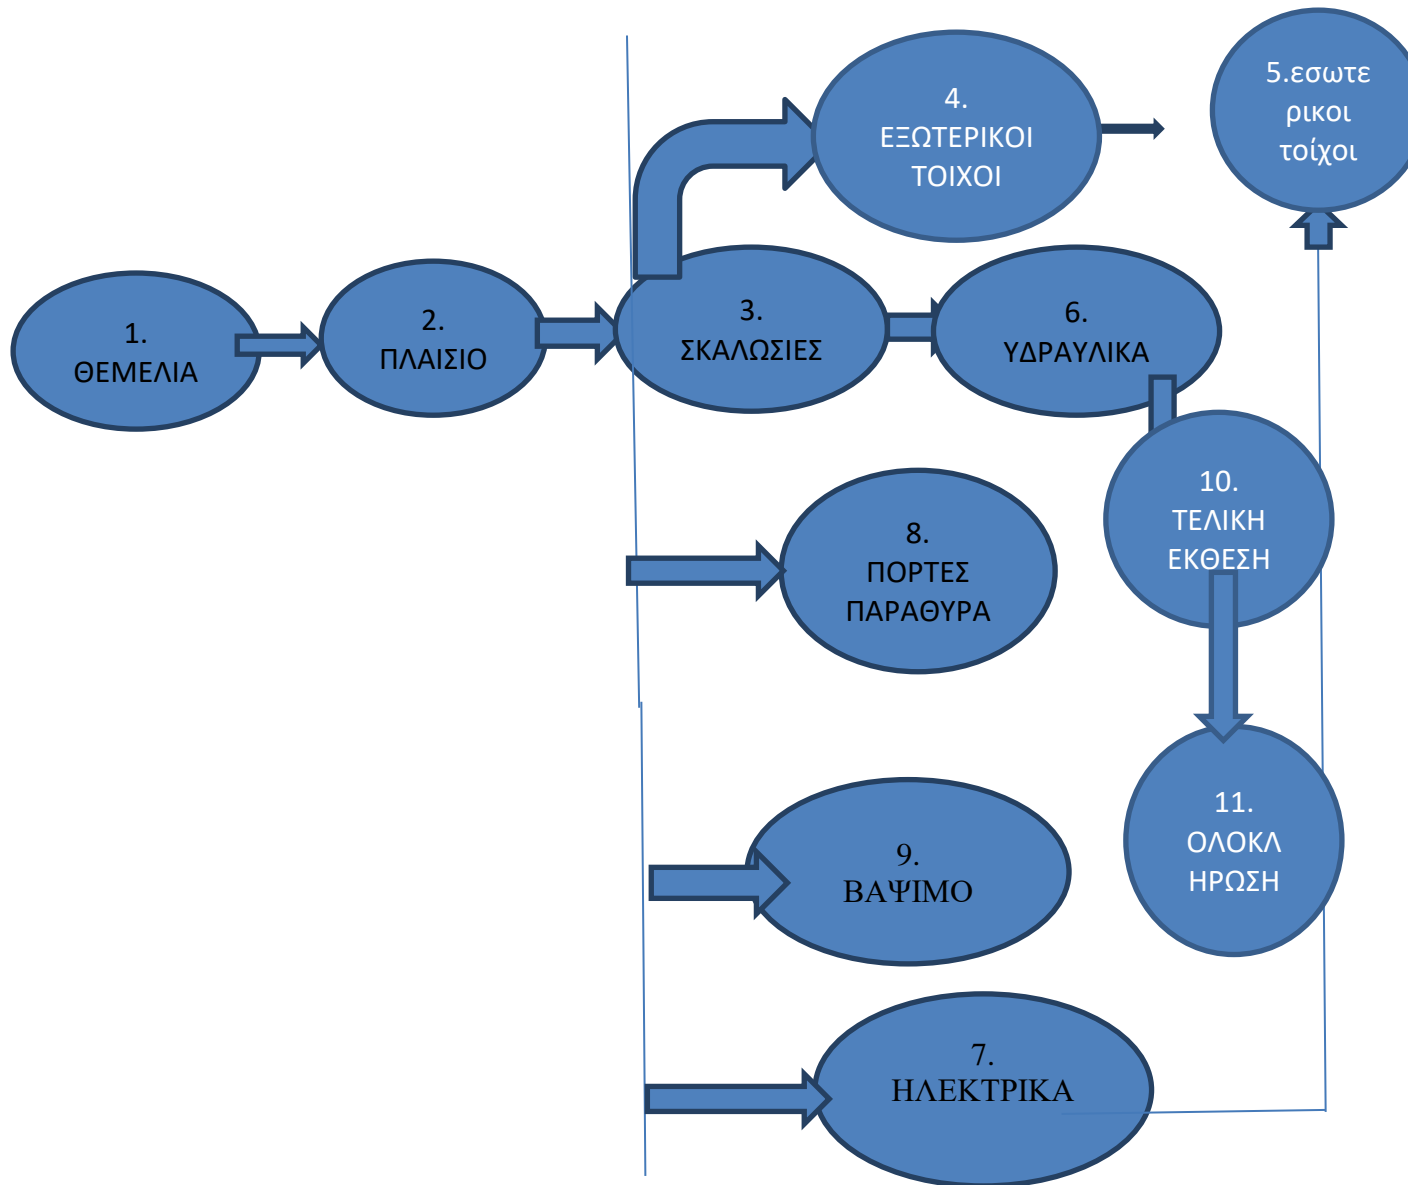 1.
ΘΕΜΕΛΙΑ
2.
ΠΛΑΙΣΙΟ
3.
ΣΚΑΛΩΣΙΕΣ
4.
ΕΞΩΤΕΡΙΚΟΙ
ΤΟΙΧΟΙ
5.εσωτε
ρικοι
τοίχοι
6.
ΥΔΡΑΥΛΙΚΑ
10.
ΤΕΛΙΚΗ
ΕΚΘΕΣΗ
8.
ΠΟΡΤΕΣ
ΠΑΡΑΘΥΡΑ
11.
ΟΛΟΚΛ
ΗΡΩΣΗ
9.
ΒΑΨΙΜΟ
7.
ΗΛΕΚΤΡΙΚΑ